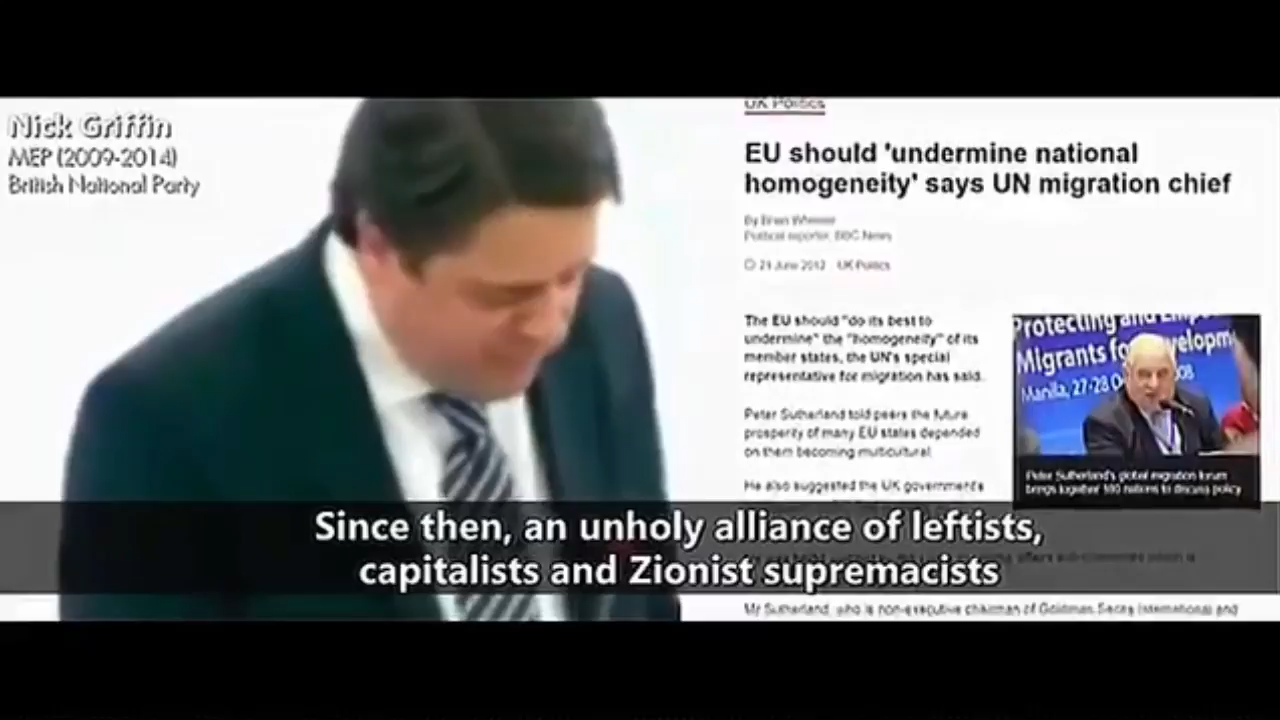 Nick Griffin
MEP (2009-2014)
British National Party
UK Politics
EU should 'undermine national
homogeneity' says UN migration chief
By Brian Wheeler
Political reporter, BBC News
21 June 2012 UK Politics
The EU should "do its best to
undermine" the "homogeneity" of its
member states, the UN's special
representative for migration has said.
Peter Sutherland told peers the future
prosperity of many EU states depended
on them becoming multicultural.
He also suggested the UK government's
Protecting and
Migrants for
Manila, 27-28
Peter Sutherland's global migration forum
brings together 160 nations to discuss policy
Since then, an unholy alliance of leftists,
capitalists and Zionist supremacists
Mr Sutherland, who is non-executive chairman of Goldman Sachs International and